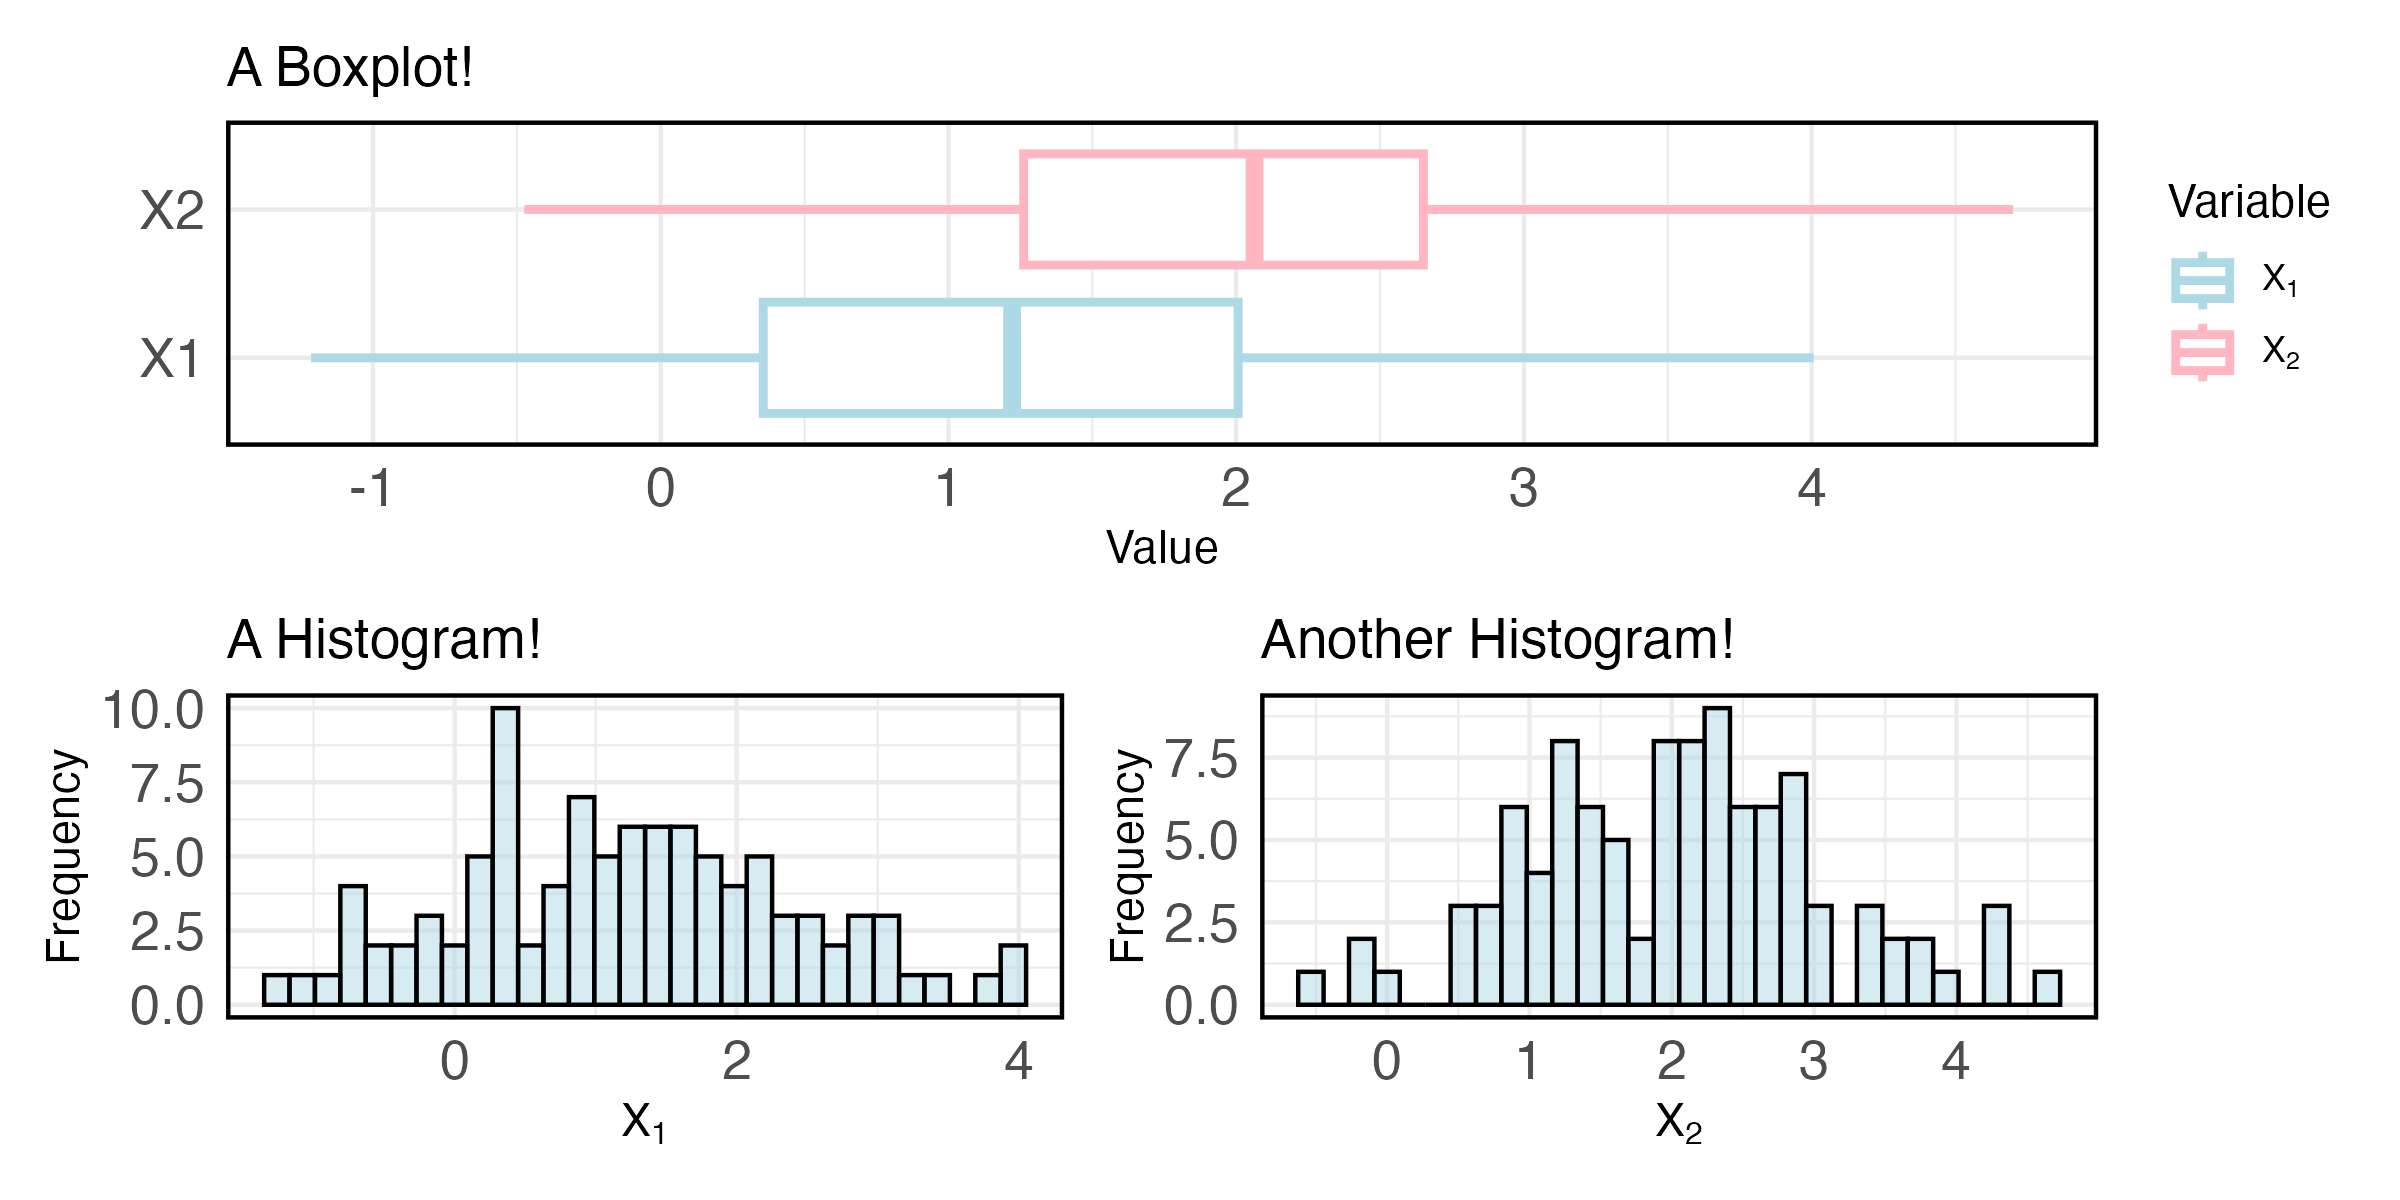 A Boxplot!
X2
X1
-1 0 1 2 3 4
Value
Variable
X₁
X₂
A Histogram!
Frequency
10.0
7.5
5.0
2.5
0.0
0 2 4
X₁
Another Histogram!
Frequency
7.5
5.0
2.5
0.0
0 1 2 3 4
X₂